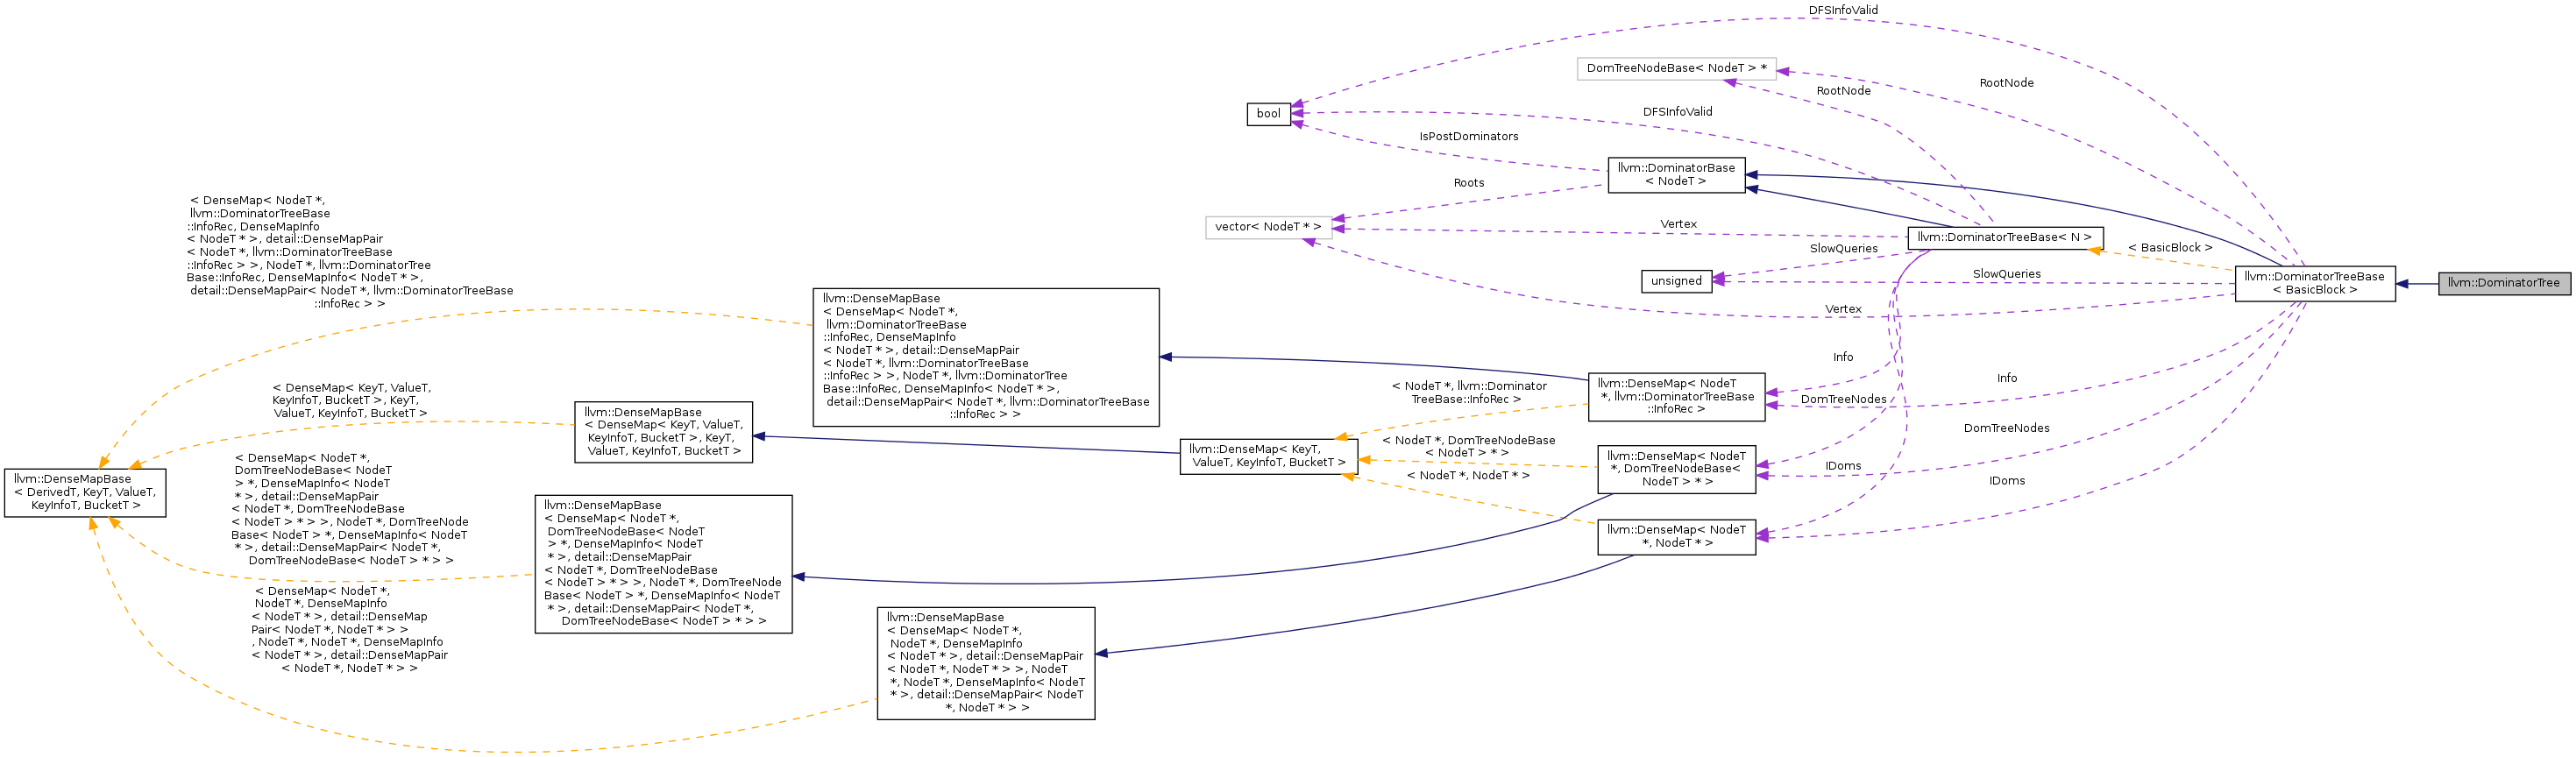 DFSInfoValid
DomTreeNodeBase< NodeT > *
RootNode
RootNode
bool
DFSInfoValid
IsPostDominators
llvm::DominatorBase
< NodeT >
Roots
vector< NodeT * >
Vertex
llvm::DominatorTreeBase< N >
< BasicBlock >
SlowQueries
SlowQueries
unsigned
llvm::DominatorTreeBase
< BasicBlock >
llvm::DominatorTree
Vertex
< DenseMap< NodeT *,
llvm::DominatorTreeBase
::InfoRec, DenseMapInfo
< NodeT * >, detail::DenseMapPair
< NodeT *, llvm::DominatorTreeBase
::InfoRec > >, NodeT *, llvm::DominatorTree
Base::InfoRec, DenseMapInfo< NodeT * >,
detail::DenseMapPair< NodeT *, llvm::DominatorTreeBase
::InfoRec > >
llvm::DenseMapBase
< DenseMap< NodeT *,
llvm::DominatorTreeBase
::InfoRec, DenseMapInfo
< NodeT * >, detail::DenseMapPair
< NodeT *, llvm::DominatorTreeBase
::InfoRec > >, NodeT *, llvm::DominatorTree
Base::InfoRec, DenseMapInfo< NodeT * >,
detail::DenseMapPair< NodeT *, llvm::DominatorTreeBase
::InfoRec > >
Info
Info
< NodeT *, llvm::Dominator
TreeBase::InfoRec >
llvm::DenseMap< NodeT
*, llvm::DominatorTreeBase
::InfoRec >
DomTreeNodes
DomTreeNodes
< DenseMap< KeyT, ValueT,
KeyInfoT, BucketT >, KeyT,
ValueT, KeyInfoT, BucketT >
llvm::DenseMapBase
< DenseMap< KeyT, ValueT,
KeyInfoT, BucketT >, KeyT,
ValueT, KeyInfoT, BucketT >
llvm::DenseMap< KeyT,
ValueT, KeyInfoT, BucketT >
< NodeT *, DomTreeNodeBase
< NodeT > * >
llvm::DenseMap< NodeT
*, DomTreeNodeBase<
NodeT > * >
IDoms
IDoms
< NodeT *, NodeT * >
llvm::DenseMap< NodeT
*, NodeT * >
llvm::DenseMapBase
< DerivedT, KeyT, ValueT,
KeyInfoT, BucketT >
< DenseMap< NodeT *,
DomTreeNodeBase< NodeT
> *, DenseMapInfo< NodeT
* >, detail::DenseMapPair
< NodeT *, DomTreeNodeBase
< NodeT > * > >, NodeT *, DomTreeNode
Base< NodeT > *, DenseMapInfo< NodeT
* >, detail::DenseMapPair< NodeT *,
DomTreeNodeBase< NodeT > * > >
llvm::DenseMapBase
< DenseMap< NodeT *,
DomTreeNodeBase< NodeT
> *, DenseMapInfo< NodeT
* >, detail::DenseMapPair
< NodeT *, DomTreeNodeBase
< NodeT > * > >, NodeT *, DomTreeNode
Base< NodeT > *, DenseMapInfo< NodeT
* >, detail::DenseMapPair< NodeT *,
DomTreeNodeBase< NodeT > * > >
< DenseMap< NodeT *,
NodeT *, DenseMapInfo
< NodeT * >, detail::DenseMap
Pair< NodeT *, NodeT * > >
, NodeT *, NodeT *, DenseMapInfo
< NodeT * >, detail::DenseMapPair
< NodeT *, NodeT * > >
llvm::DenseMapBase
< DenseMap< NodeT *,
NodeT *, DenseMapInfo
< NodeT * >, detail::DenseMapPair
< NodeT *, NodeT * > >, NodeT
*, NodeT *, DenseMapInfo< NodeT
* >, detail::DenseMapPair< NodeT
*, NodeT * > >